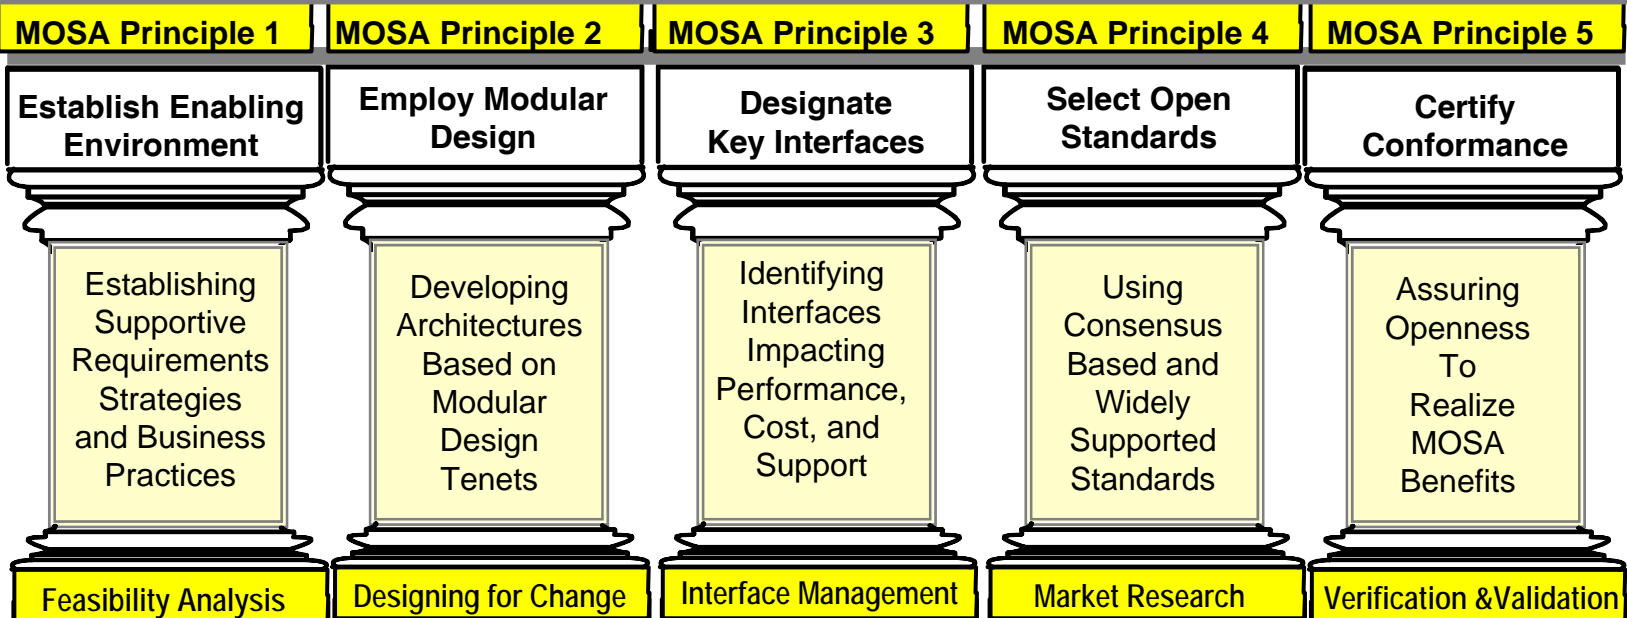 MOSA Principle 1
MOSA Principle 2
MOSA Principle 3
MOSA Principle 4
MOSA Principle 5
Establish Enabling
Environment
Employ Modular
Design
Designate
Key Interfaces
Select Open
Standards
Certify
Conformance
Establishing
Supportive
Requirements
Strategies
and Business
Practices
Developing
Architectures
Based on
Modular
Design
Tenets
Identifying
Interfaces
Impacting
Performance,
Cost, and
Support
Using
Consensus
Based and
Widely
Supported
Standards
Assuring
Openness
To
Realize
MOSA
Benefits
Feasibility Analysis
Designing for Change
Interface Management
Market Research
Verification &Validation